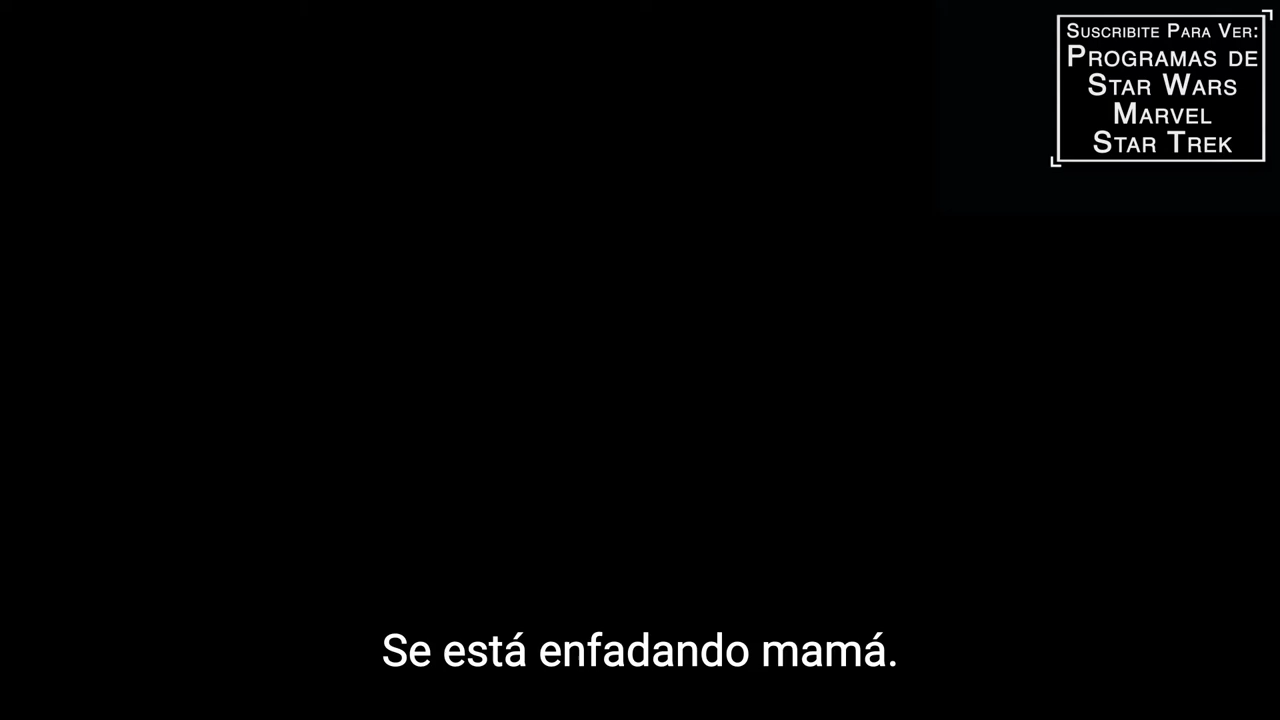 Suscribite Para Ver:
Programas de
Star Wars
Marvel
Star Trek
Se está enfadando mamá.